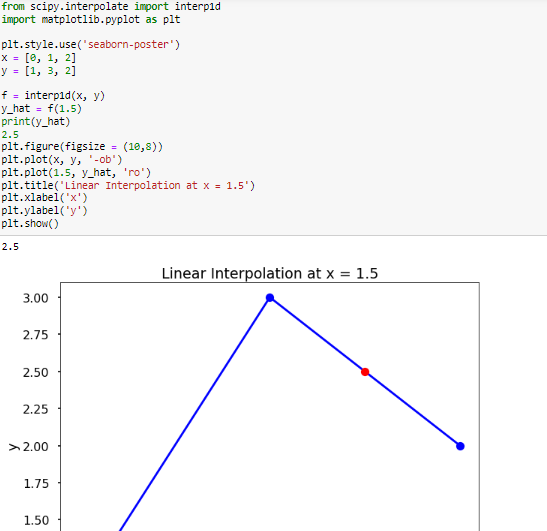 from scipy.interpolate import interp1d
import matplotlib.pyplot as plt
plt.style.use('seaborn-poster')
x = [0, 1, 2]
y = [1, 3, 2]
f = interp1d(x, y)
y_hat = f(1.5)
print(y_hat)
2.5
plt.figure(figsize = (10,8))
plt.plot(x, y, '-ob')
plt.plot(1.5, y_hat, 'ro')
plt.title('Linear Interpolation at x = 1.5')
plt.xlabel('x')
plt.ylabel('y')
plt.show()
2.5
Linear Interpolation at x = 1.5
3.00
2.75
2.50
2.25
y
2.00
1.75
1.50